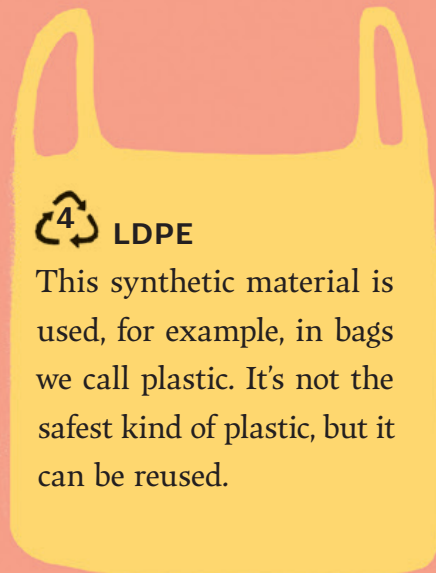 4 LDPE
This synthetic material is
used, for example, in bags
we call plastic. It's not the
safest kind of plastic, but it
can be reused.